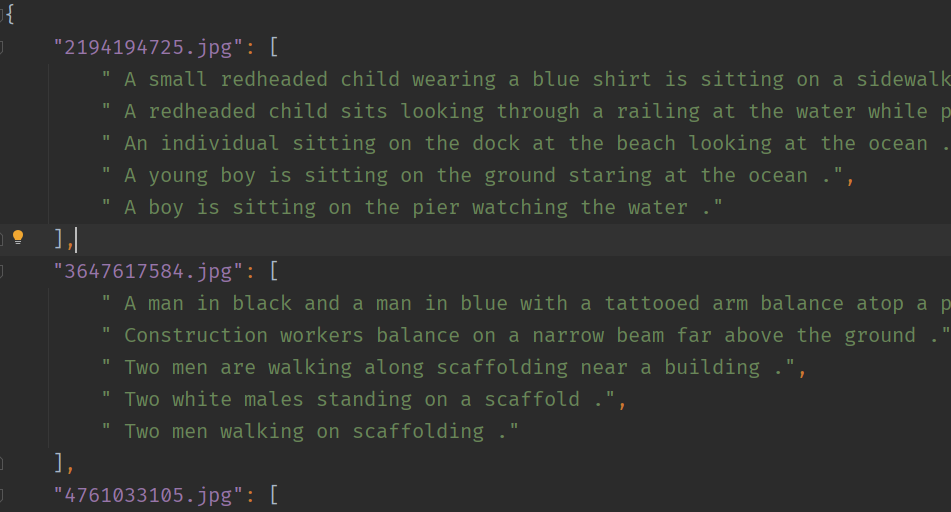 {
"2194194725.jpg": [
" A small redheaded child wearing a blue shirt is sitting on a sidewalk
" A redheaded child sits looking through a railing at the water while p
" An individual sitting on the dock at the beach looking at the ocean .
" A young boy is sitting on the ground staring at the ocean .",
" A boy is sitting on the pier watching the water ."
],
"3647617584.jpg": [
" A man in black and a man in blue with a tattooed arm balance atop a p
" Construction workers balance on a narrow beam far above the ground ."
" Two men are walking along scaffolding near a building .",
" Two white males standing on a scaffold .",
" Two men walking on scaffolding ."
],
"4761033105.jpg": [